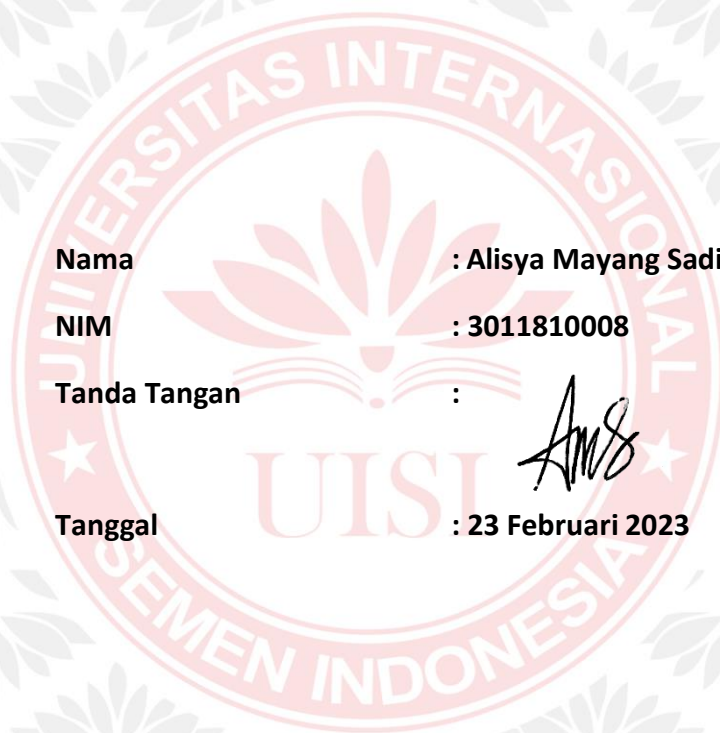 UNIVERSITAS INTERNASIONAL
Nama : Alisya Mayang Sadi
NIM : 3011810008
Tanda Tangan :
UISI
Tanggal : 23 Februari 2023
SEMEN INDONESIA